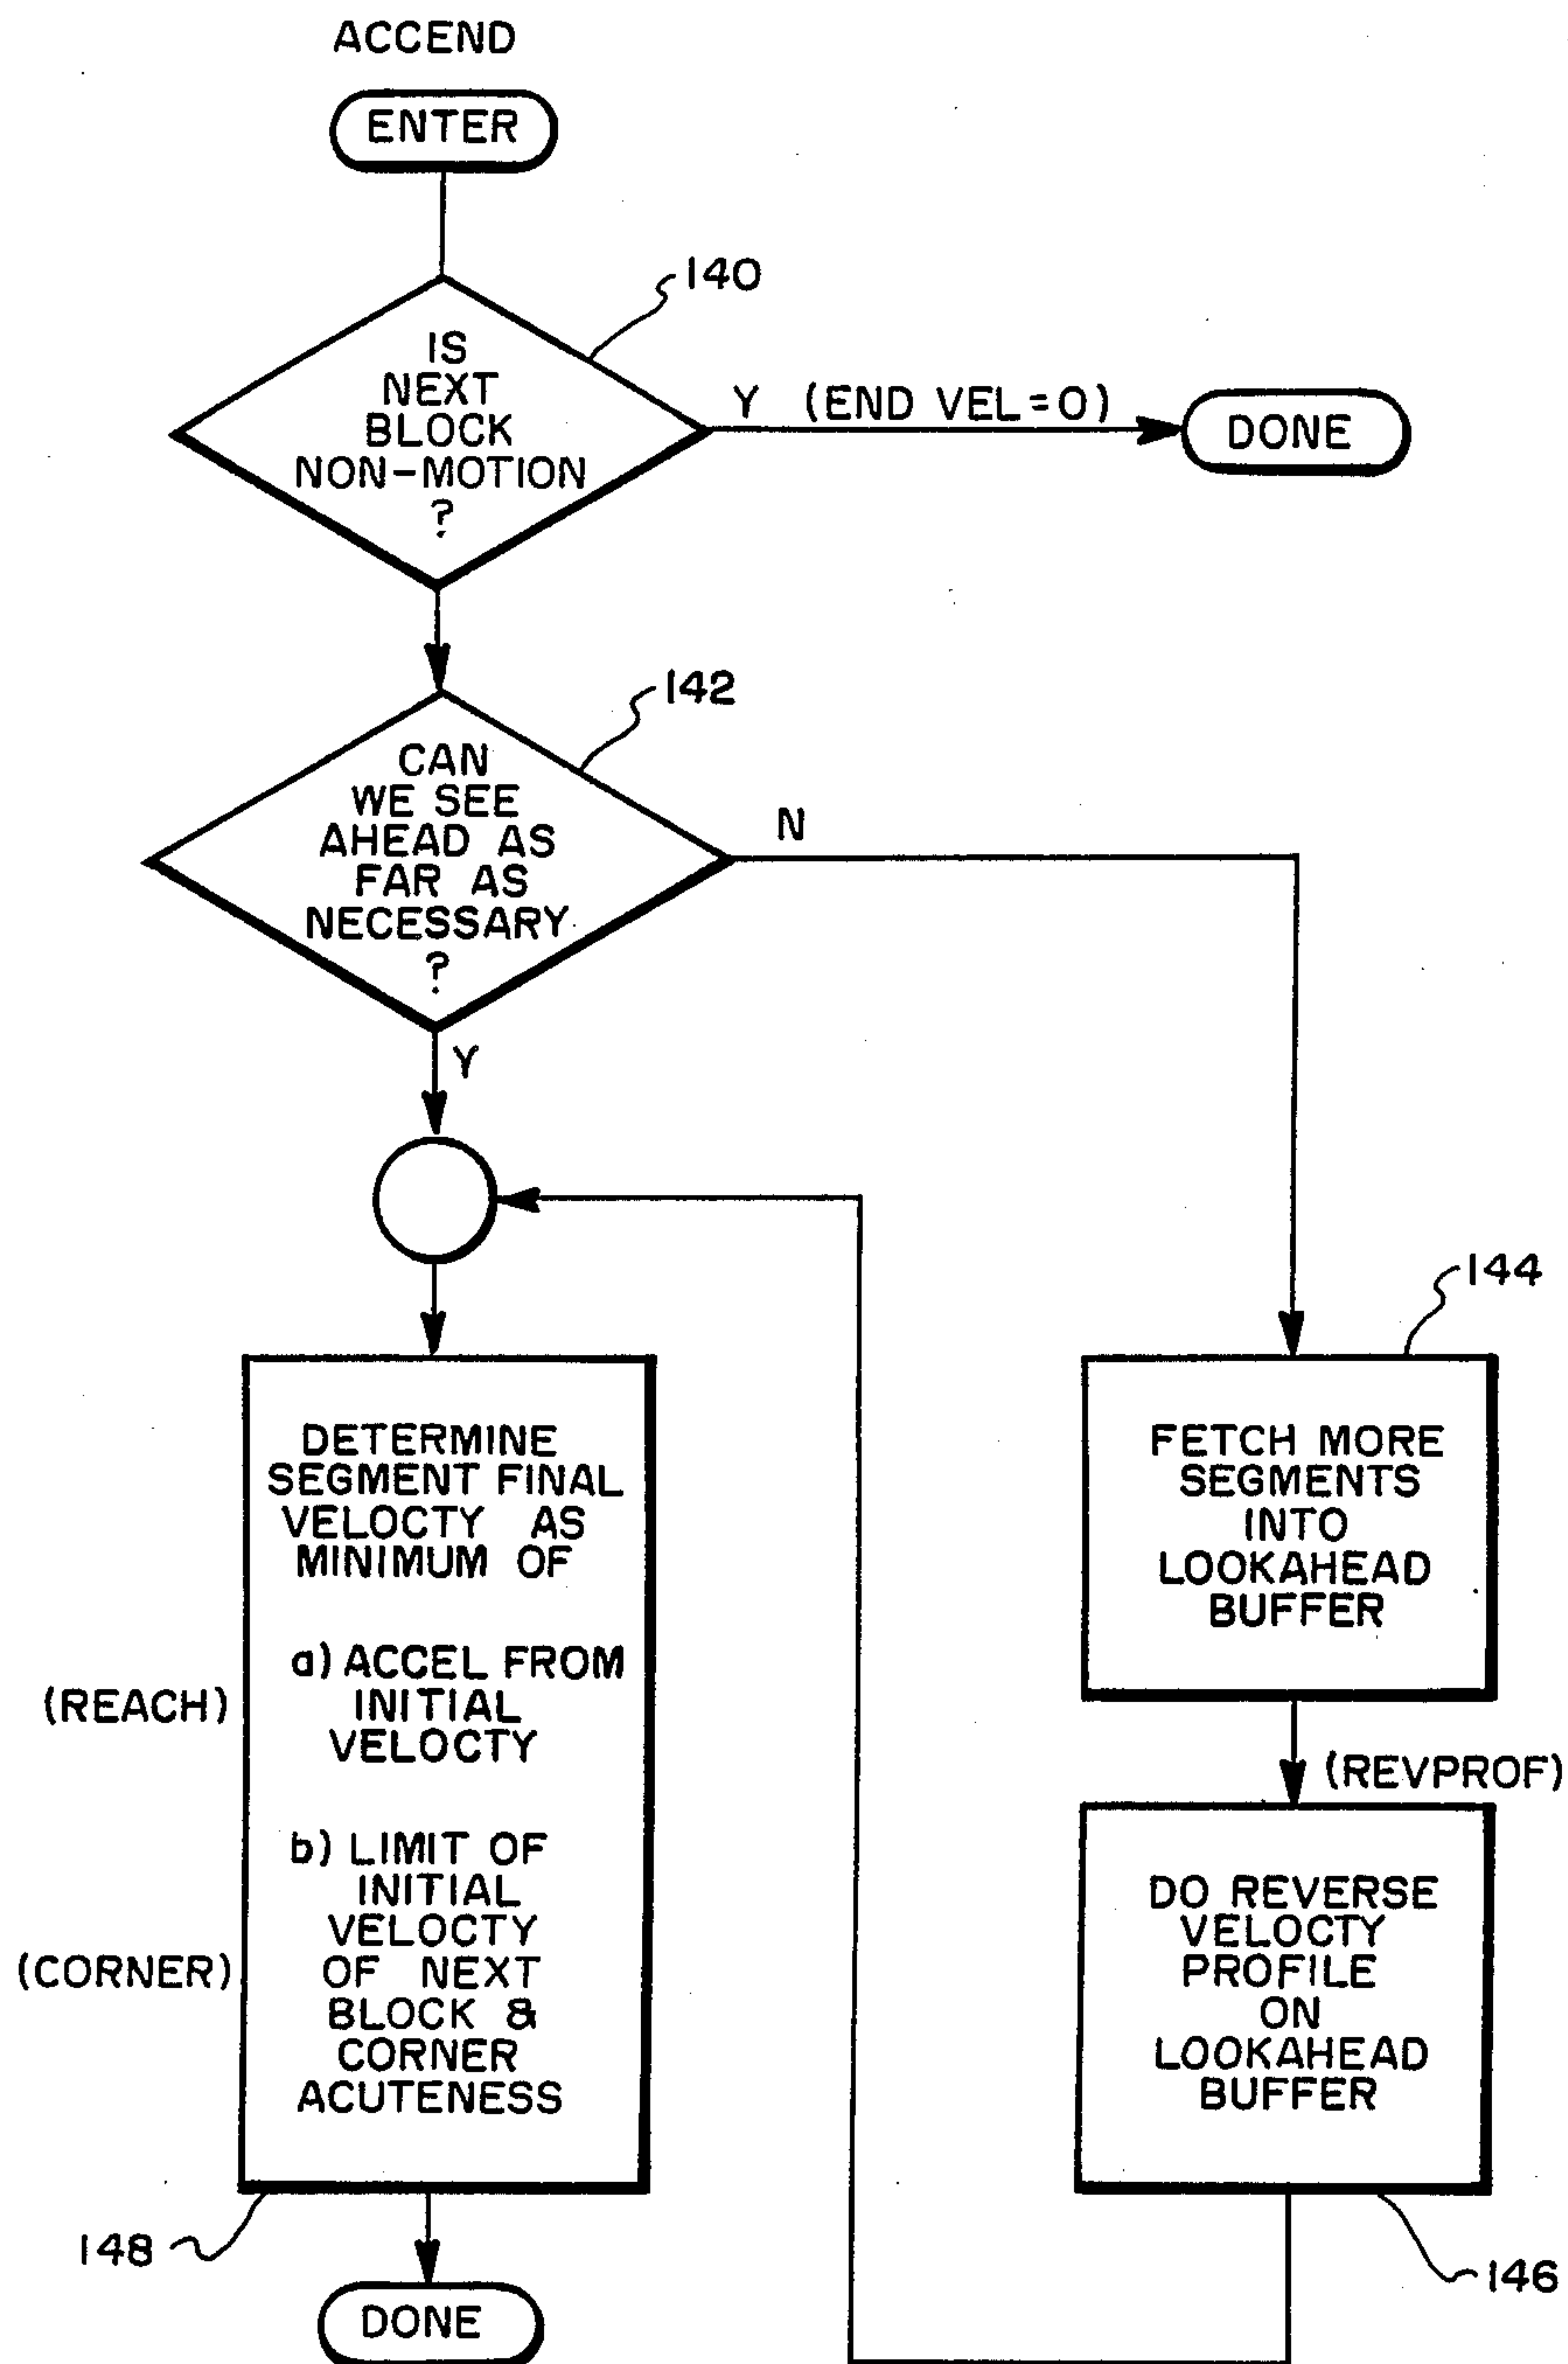 ACCEND
ENTER
140
IS
NEXT
BLOCK
NON-MOTION
?
Y (END VEL=0)
DONE
142
CAN
WE SEE
AHEAD AS
FAR AS
NECESSARY
?
N
Y
144
DETERMINE
SEGMENT FINAL
VELOCTY AS
MINIMUM OF
(REACH)
a) ACCEL FROM
INITIAL
VELOCTY
(CORNER)
b) LIMIT OF
INITIAL
VELOCTY
OF NEXT
BLOCK &
CORNER
ACUTENESS
148
DONE
FETCH MORE
SEGMENTS
INTO
LOOKAHEAD
BUFFER
(REVPROF)
DO REVERSE
VELOCTY
PROFILE
ON
LOOKAHEAD
BUFFER
146